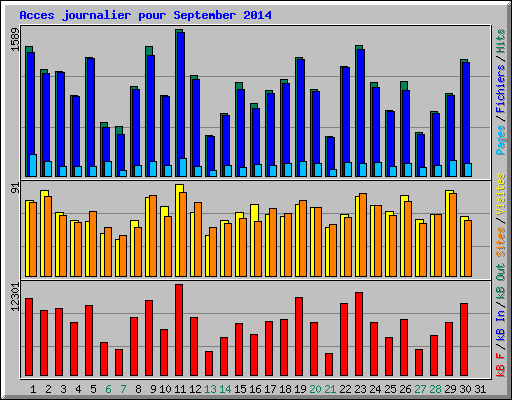 Acces journalier pour September 2014
1589
Pages / Fichiers / Hits
91
Sites / Visites
12301
kB F / kB In / kB Out
1 2 3 4 5 6 7 8 9 10 11 12 13 14 15 16 17 18 19 20 21 22 23 24 25 26 27 28 29 30 31